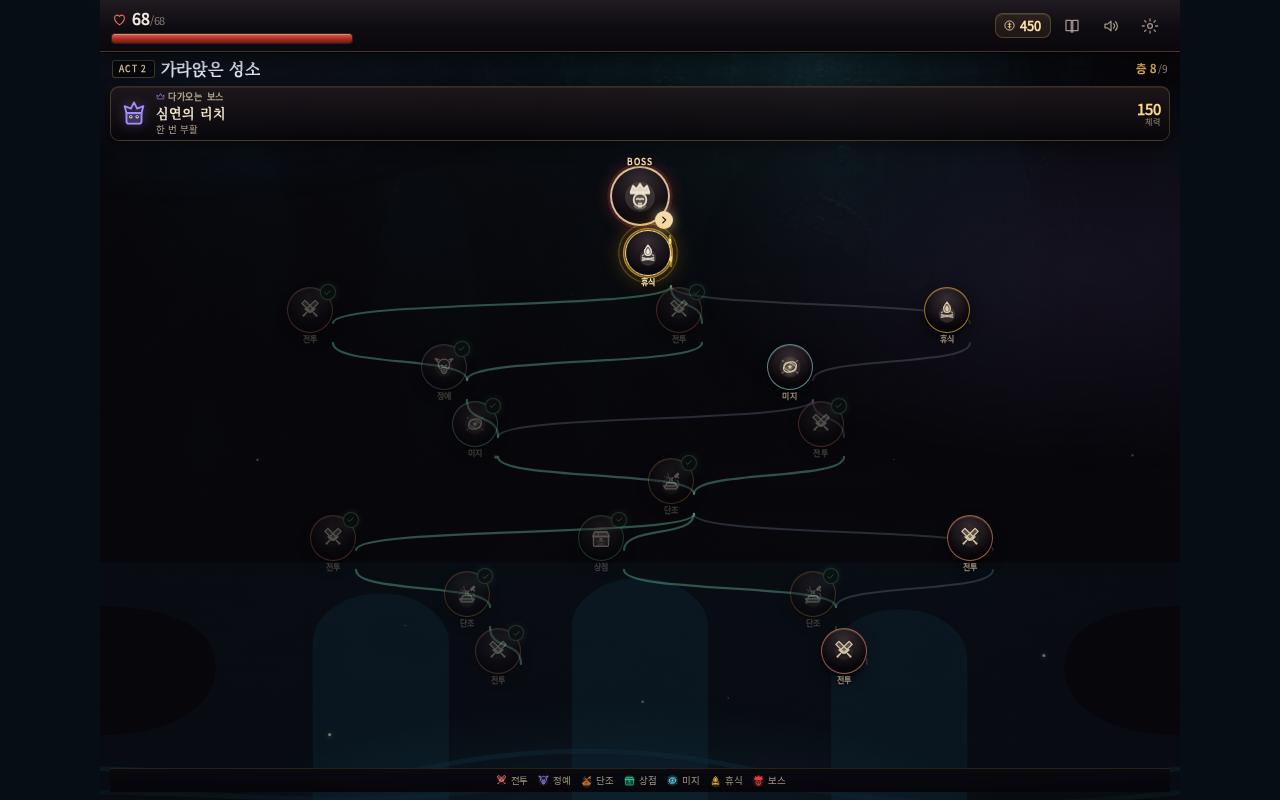 68/68
450
ACT 2 가라앉은 성소
층 8/9
다가오는 보스
심연의 리치
한 번 부활
150
체력
BOSS
휴식
전투
전투
휴식
정예
미지
미지
전투
단조
전투
상점
전투
단조
단조
전투
전투
전투 정예 단조 상점 미지 휴식 보스